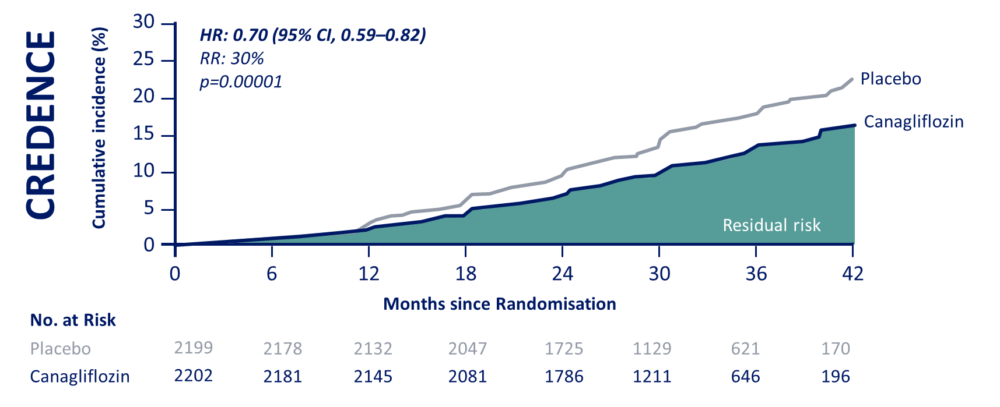 CREDENCE
Cumulative incidence (%)
30
25
20
15
10
5
0
HR: 0.70 (95% CI, 0.59–0.82)
RR: 30%
p=0.00001
Placebo
Canagliflozin
Residual risk
0 6 12 18 24 30 36 42
Months since Randomisation
No. at Risk
Placebo 2199 2178 2132 2047 1725 1129 621 170
Canagliflozin 2202 2181 2145 2081 1786 1211 646 196